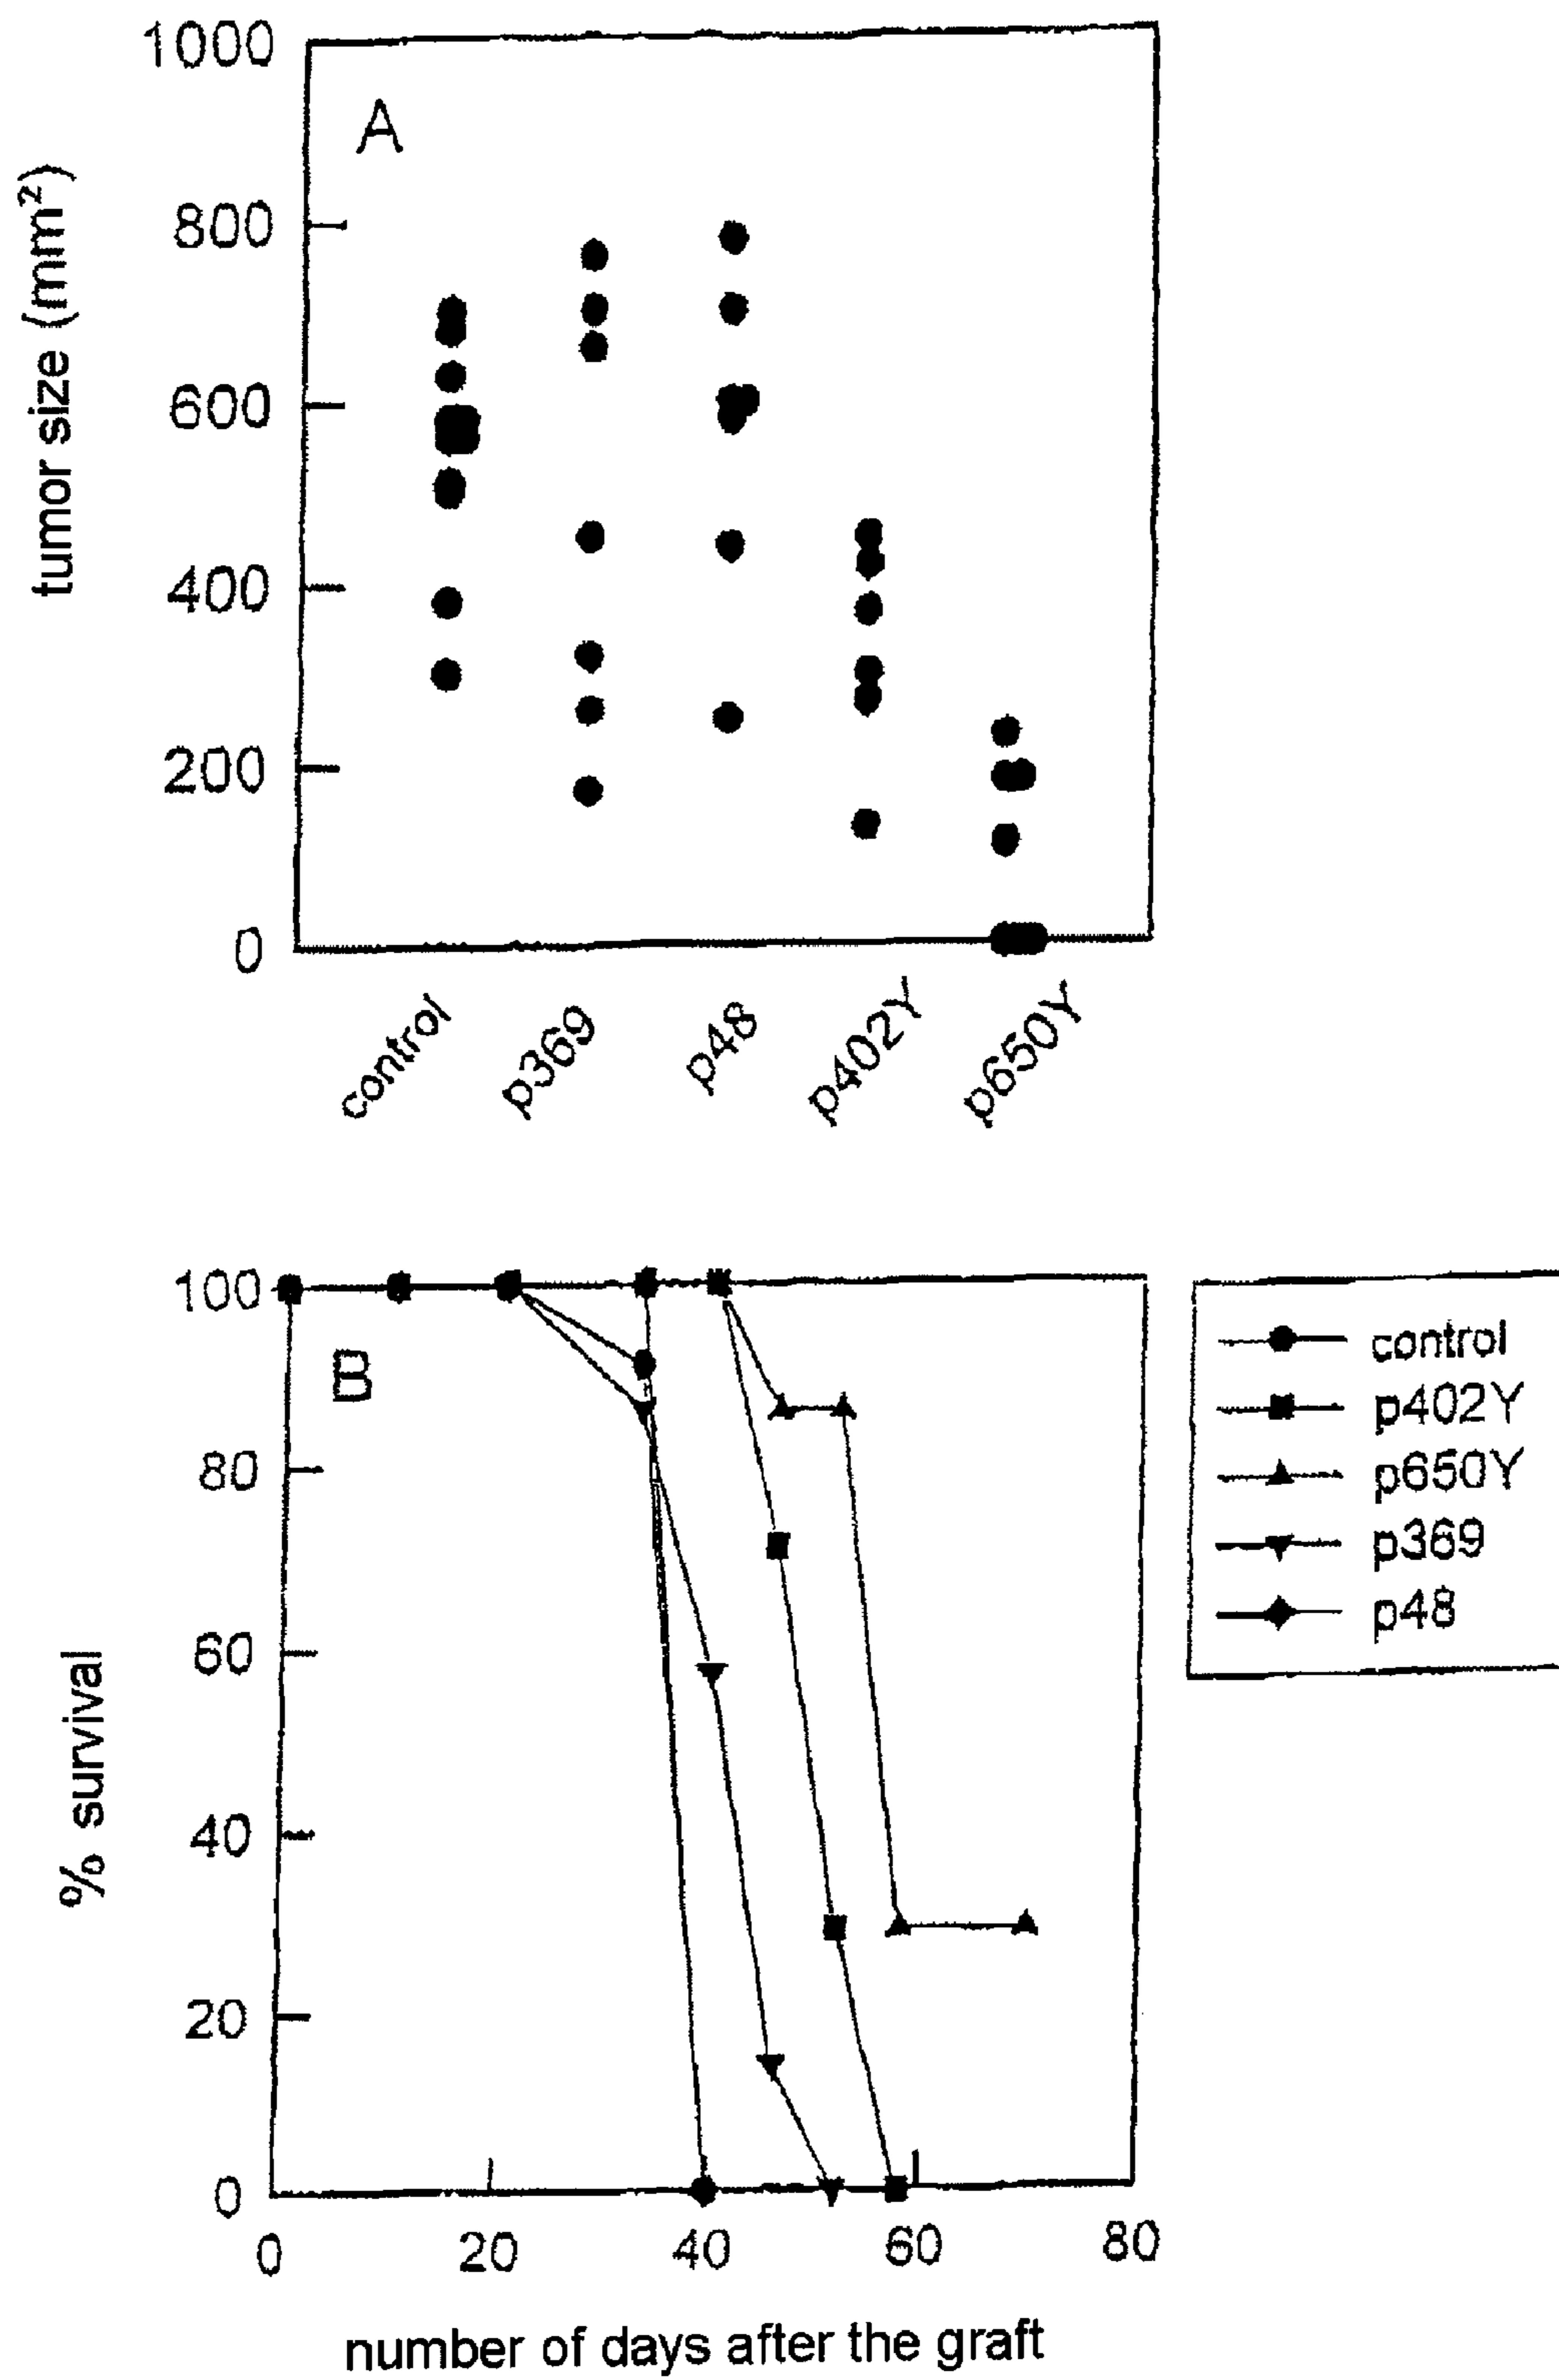 1000
A
800
600
400
200
0
tumor size (mm²)
control
p369
p48
p402Y
p650Y
100
B
80
60
40
20
0
% survival
0
20
40
60
80
number of days after the graft
control
p402Y
p650Y
p369
p48